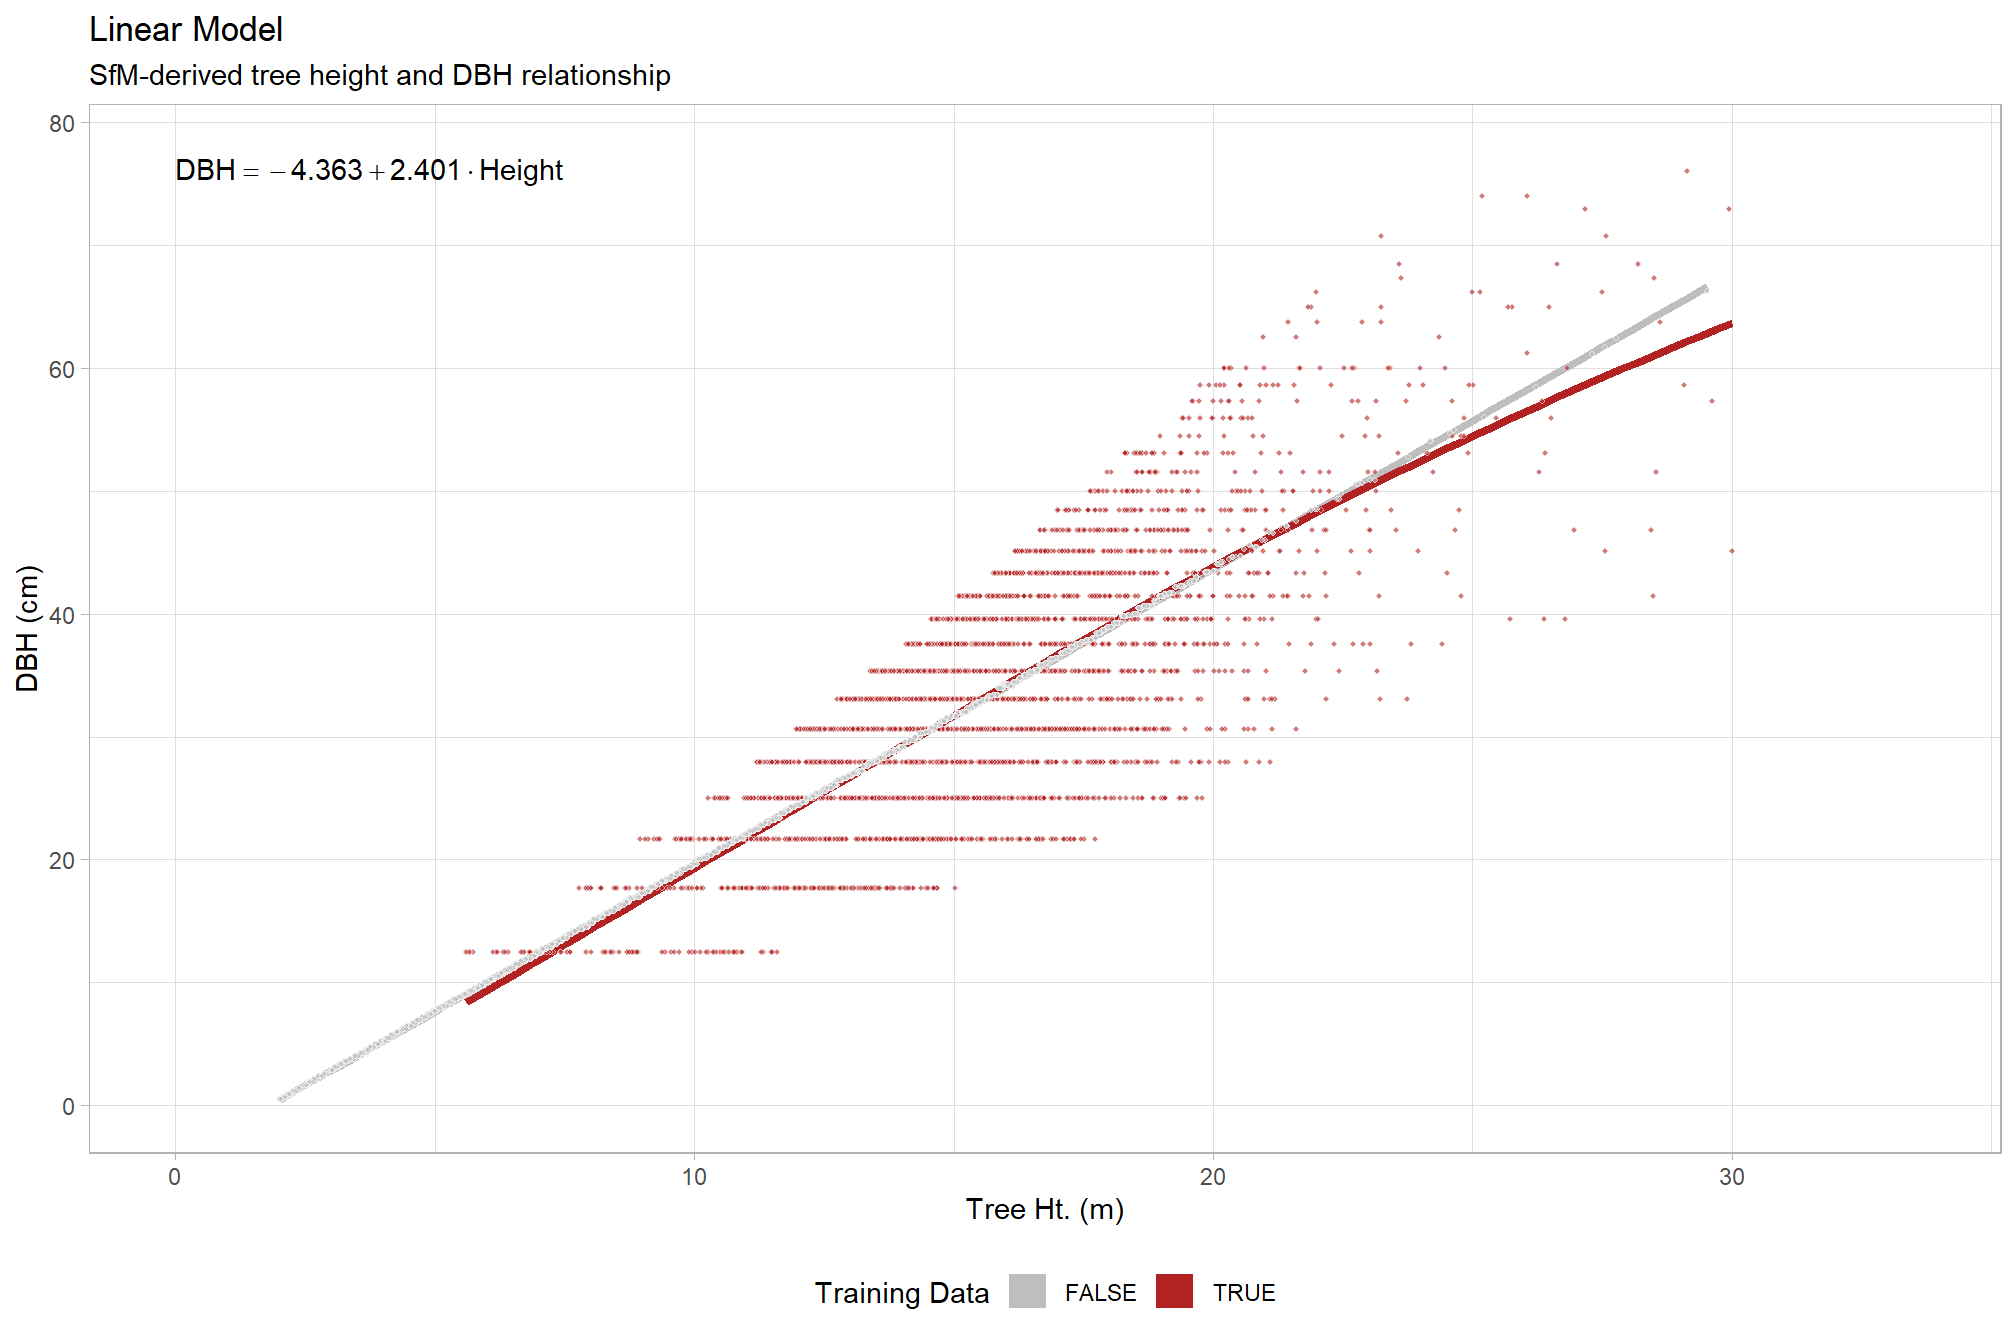 Linear Model
SfM-derived tree height and DBH relationship
80
DBH = − 4.363 + 2.401 · Height
60
40
20
0
DBH (cm)
0 10 20 30
Tree Ht. (m)
Training Data FALSE TRUE